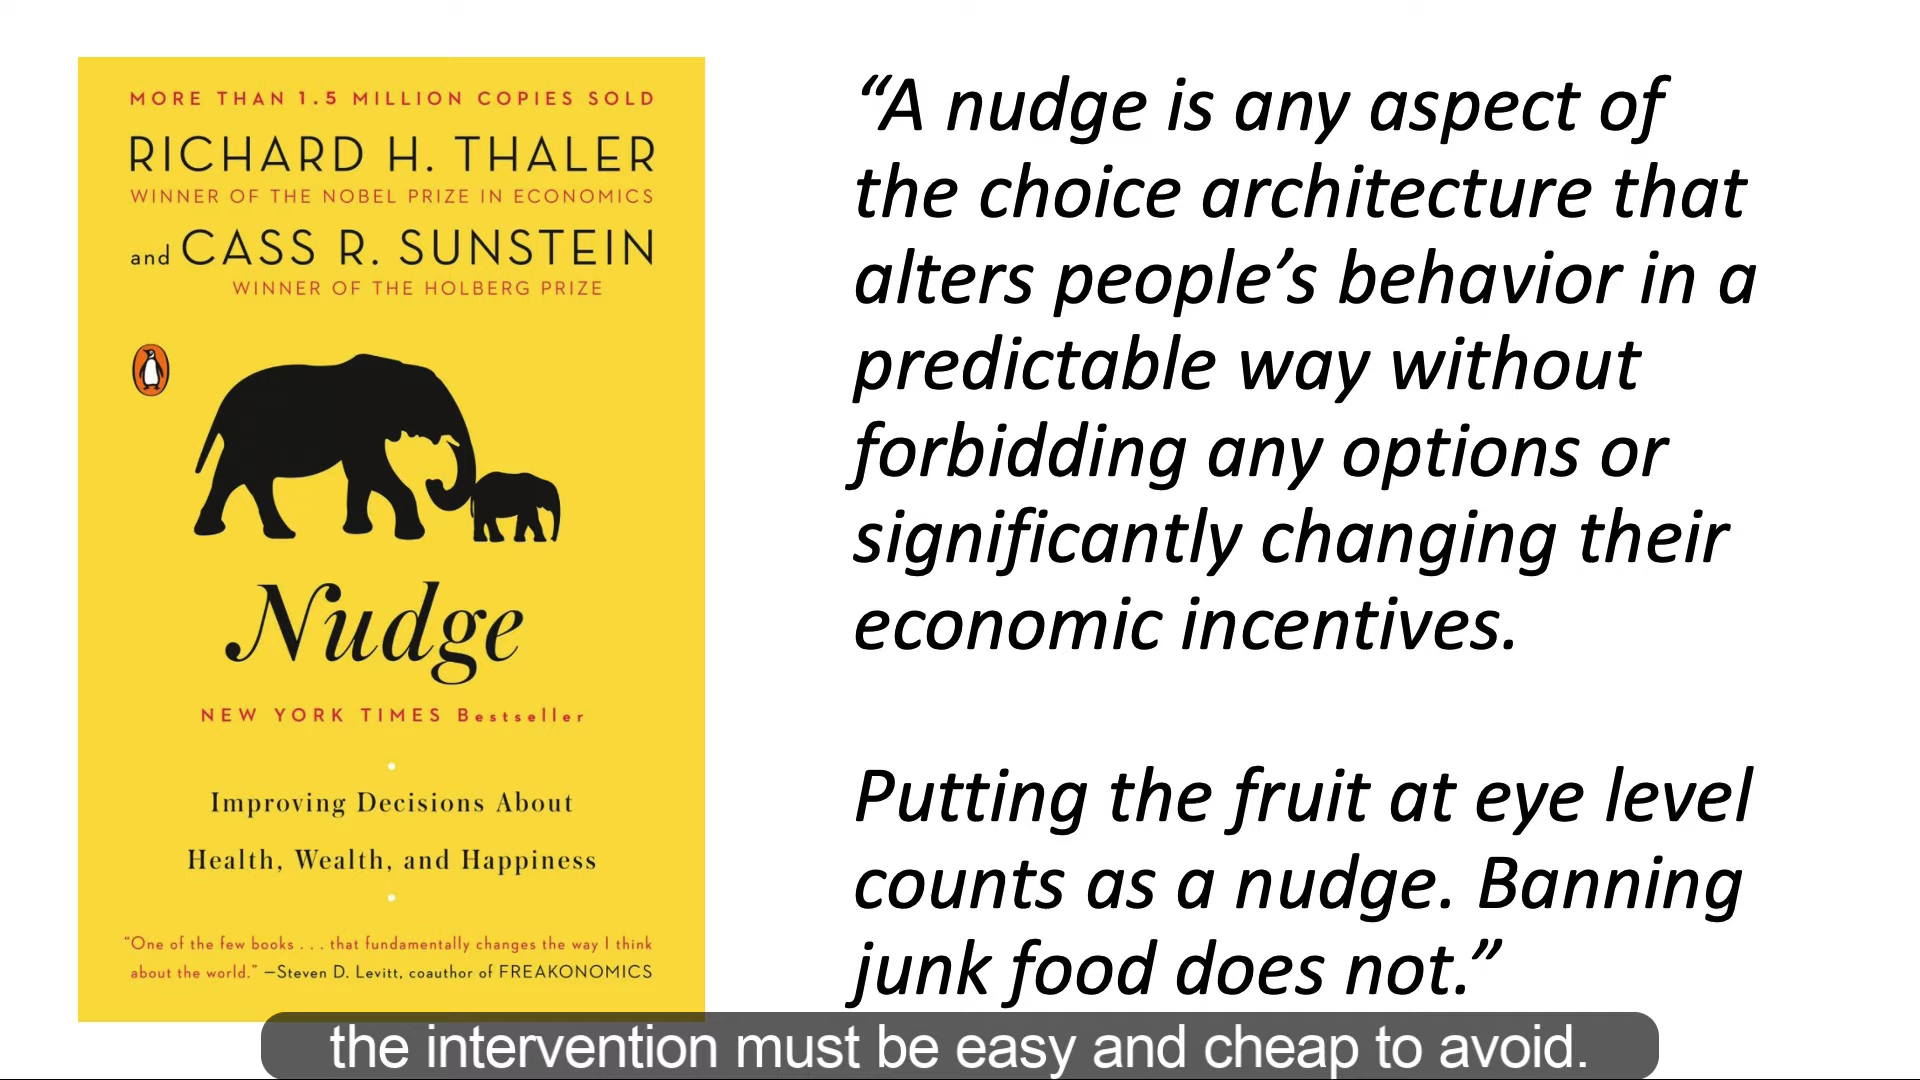 MORE THAN 1.5 MILLION COPIES SOLD
RICHARD H. THALER
WINNER OF THE NOBEL PRIZE IN ECONOMICS
and CASS R. SUNSTEIN
WINNER OF THE HOLBERG PRIZE
Nudge
NEW YORK TIMES Bestseller
Improving Decisions About
Health, Wealth, and Happiness
“One of the few books . . . that fundamentally changes the way I think
about the world.” —Steven D. Levitt, coauthor of FREAKONOMICS
“A nudge is any aspect of
the choice architecture that
alters people’s behavior in a
predictable way without
forbidding any options or
significantly changing their
economic incentives.
Putting the fruit at eye level
counts as a nudge. Banning
junk food does not.”
the intervention must be easy and cheap to avoid.